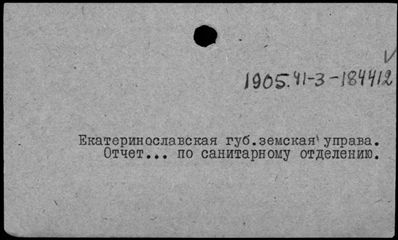 1905.41-3-184412
Екатеринославская губ.земская управа.
Отчет... по санитарному отделению.